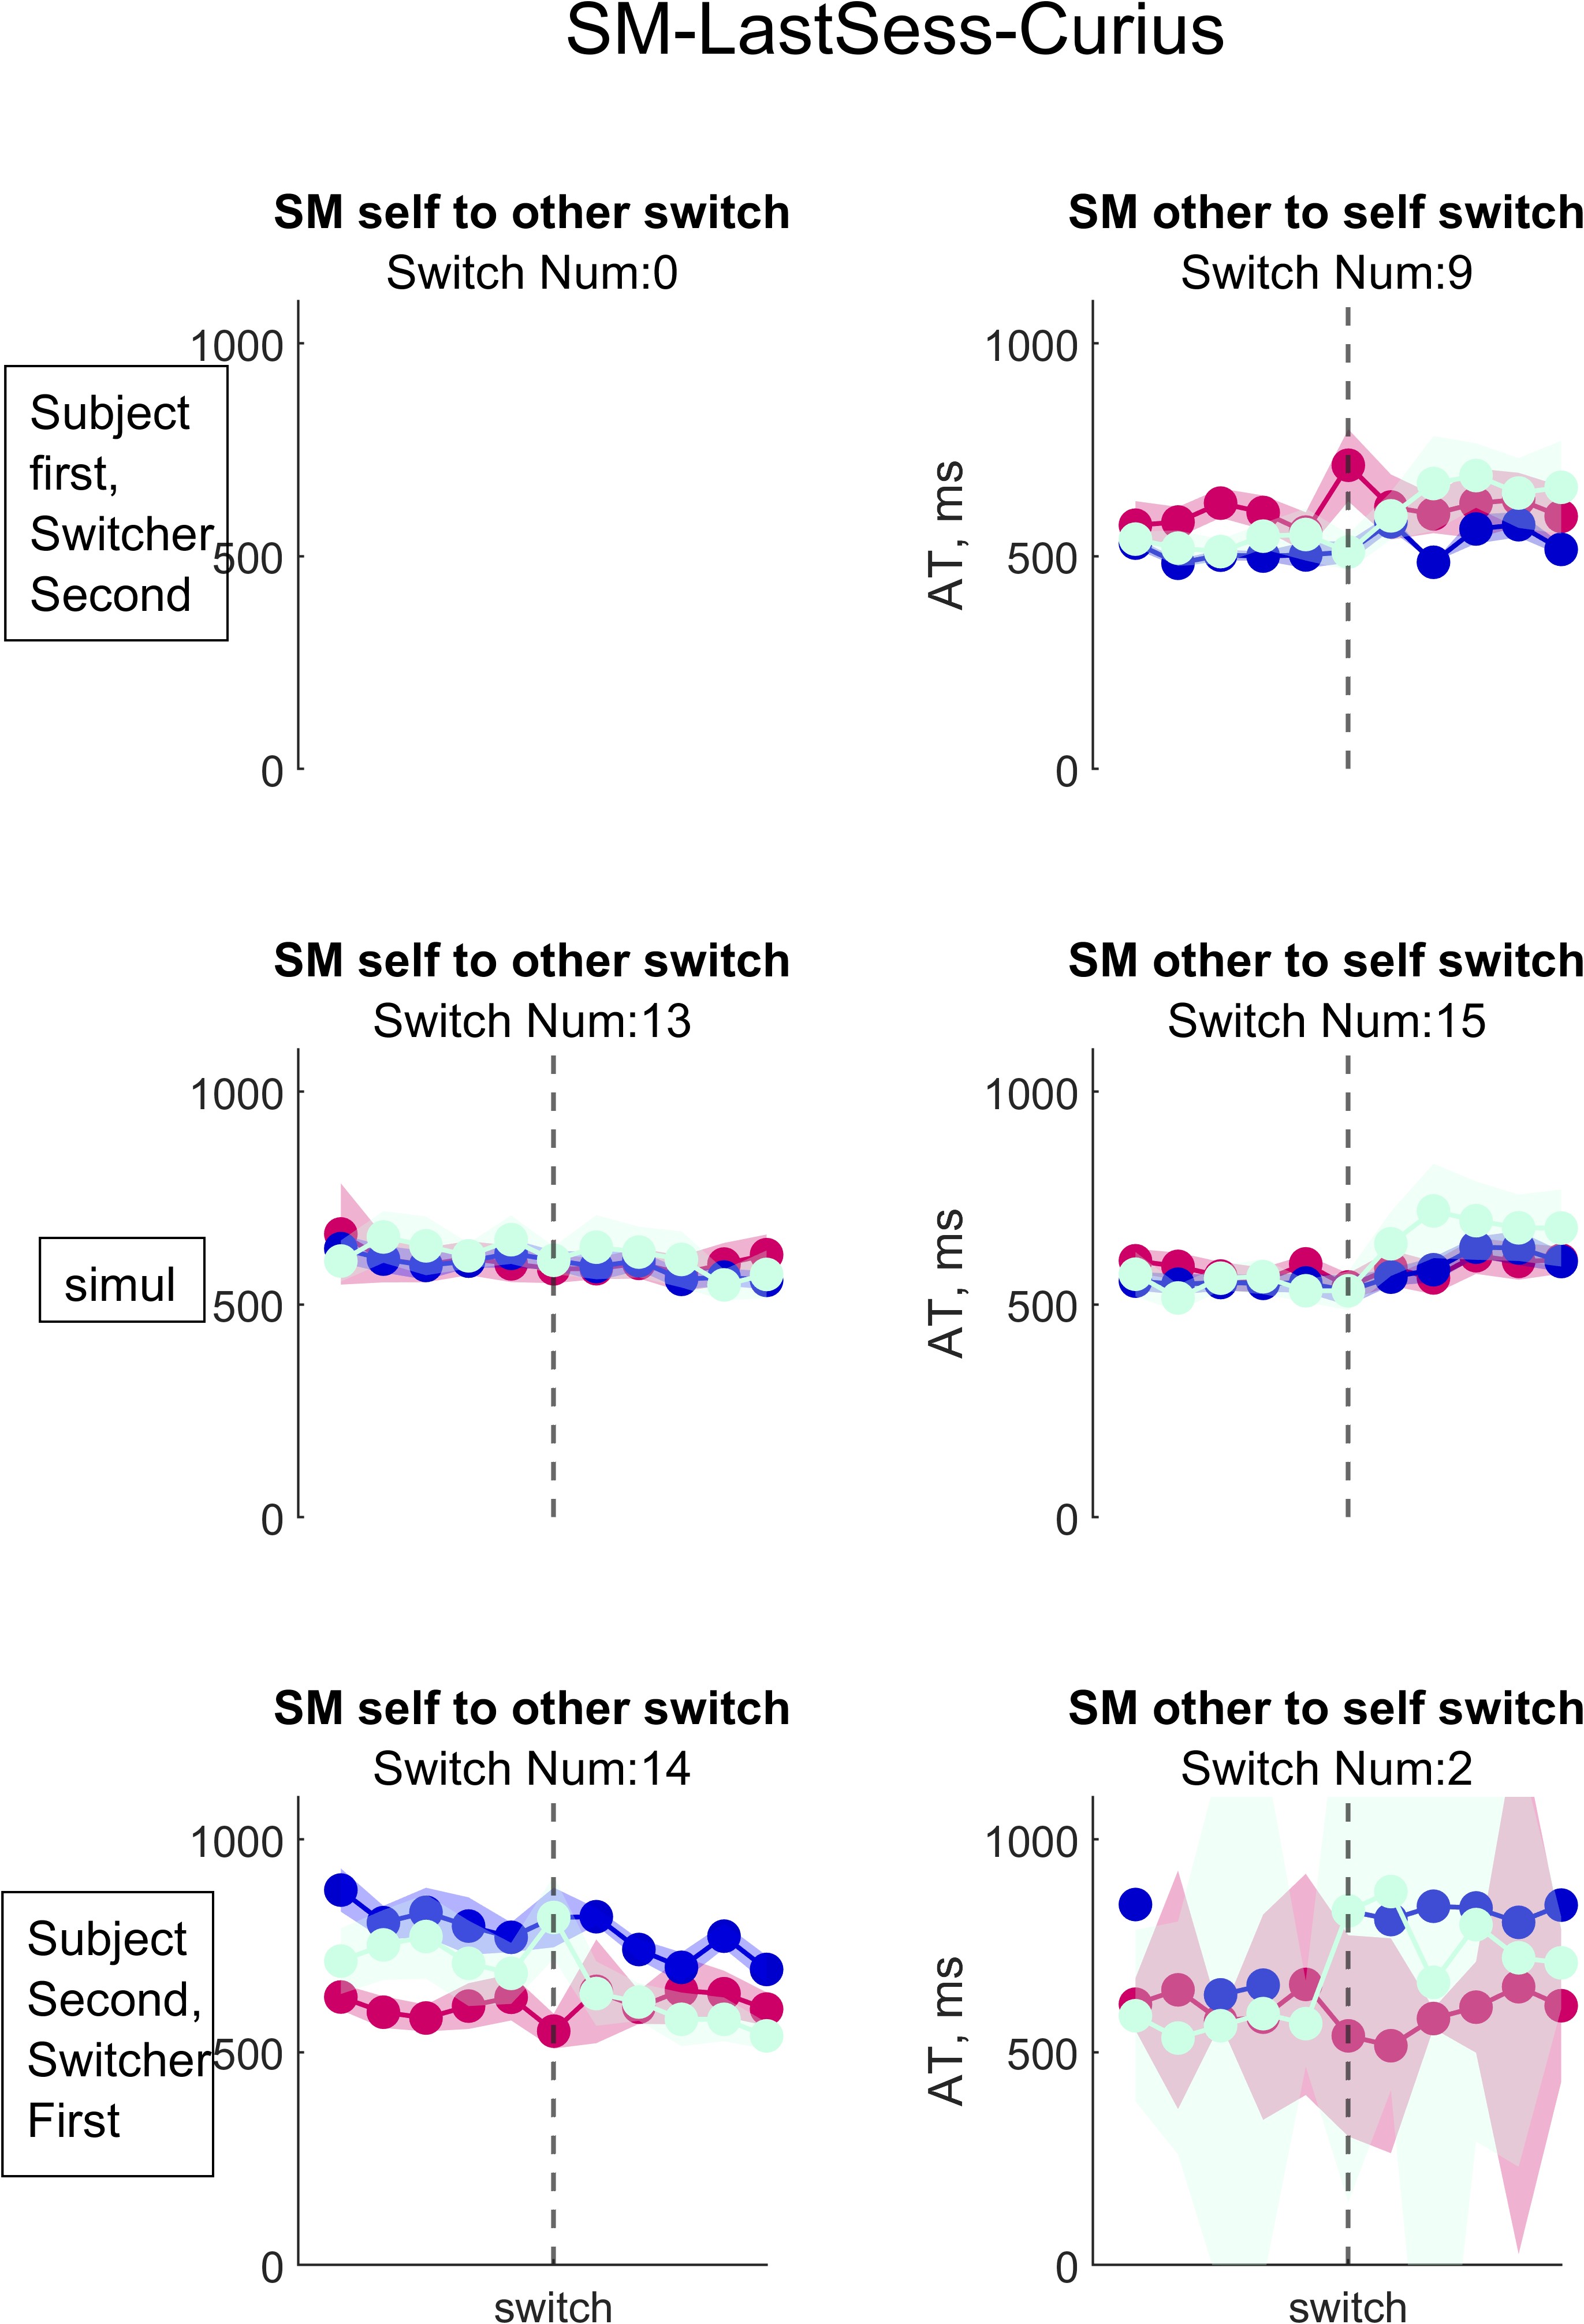 SM-LastSess-Curius
SM self to other switch
Switch Num:0
SM other to self switch
Switch Num:9
Subject
first,
Switcher
Second
1000
500
0
AT, ms
1000
500
0
SM self to other switch
Switch Num:13
SM other to self switch
Switch Num:15
simul
1000
500
0
AT, ms
1000
500
0
SM self to other switch
Switch Num:14
SM other to self switch
Switch Num:2
Subject
Second,
Switcher
First
1000
500
0
switch
AT, ms
1000
500
0
switch